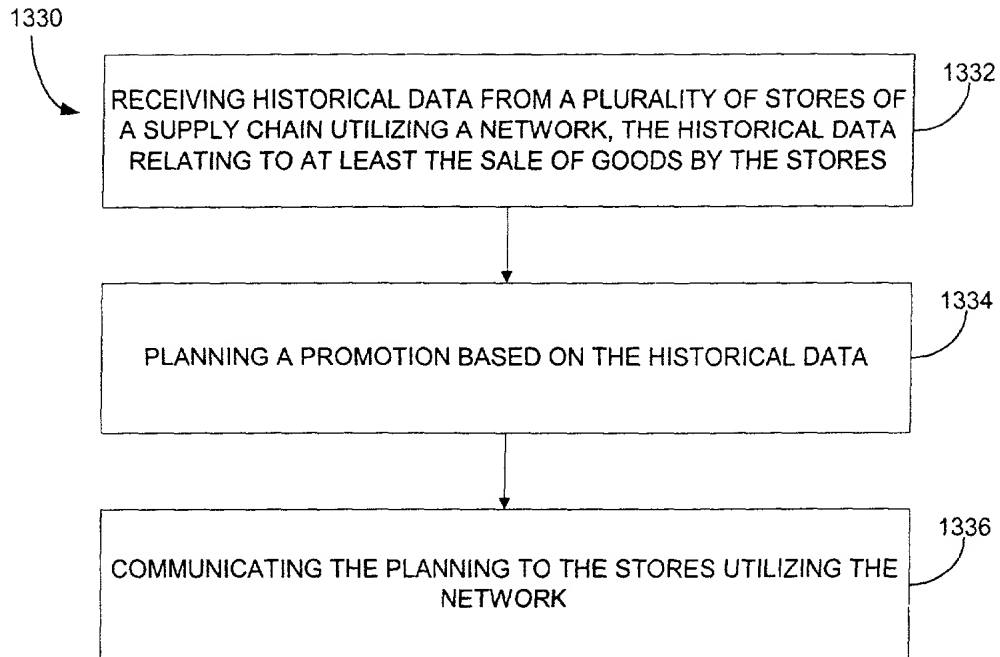 1330
1332
RECEIVING HISTORICAL DATA FROM A PLURALITY OF STORES OF
A SUPPLY CHAIN UTILIZING A NETWORK, THE HISTORICAL DATA
RELATING TO AT LEAST THE SALE OF GOODS BY THE STORES
1334
PLANNING A PROMOTION BASED ON THE HISTORICAL DATA
1336
COMMUNICATING THE PLANNING TO THE STORES UTILIZING THE
NETWORK